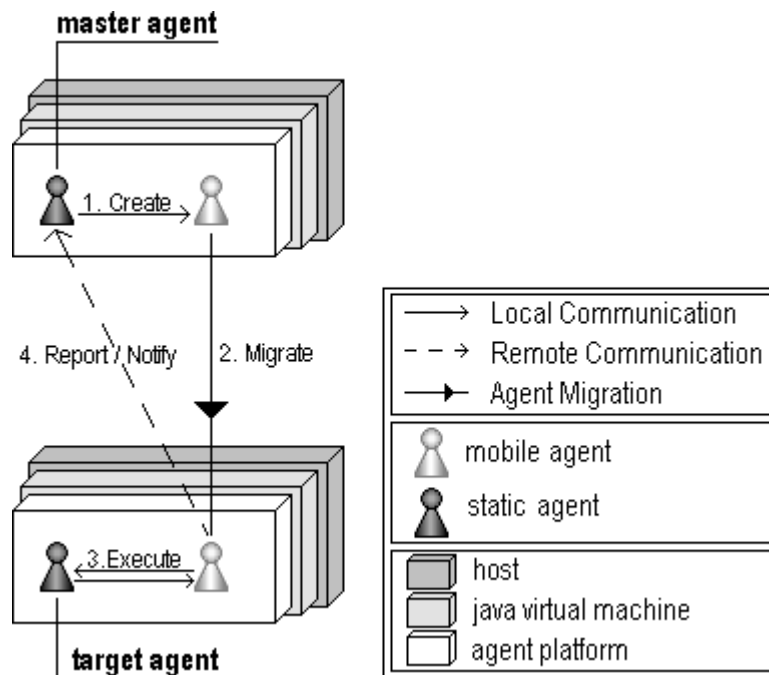 master agent
1. Create
4. Report / Notify
2. Migrate
3.Execute
target agent
Local Communication
Remote Communication
Agent Migration
mobile agent
static agent
host
java virtual machine
agent platform